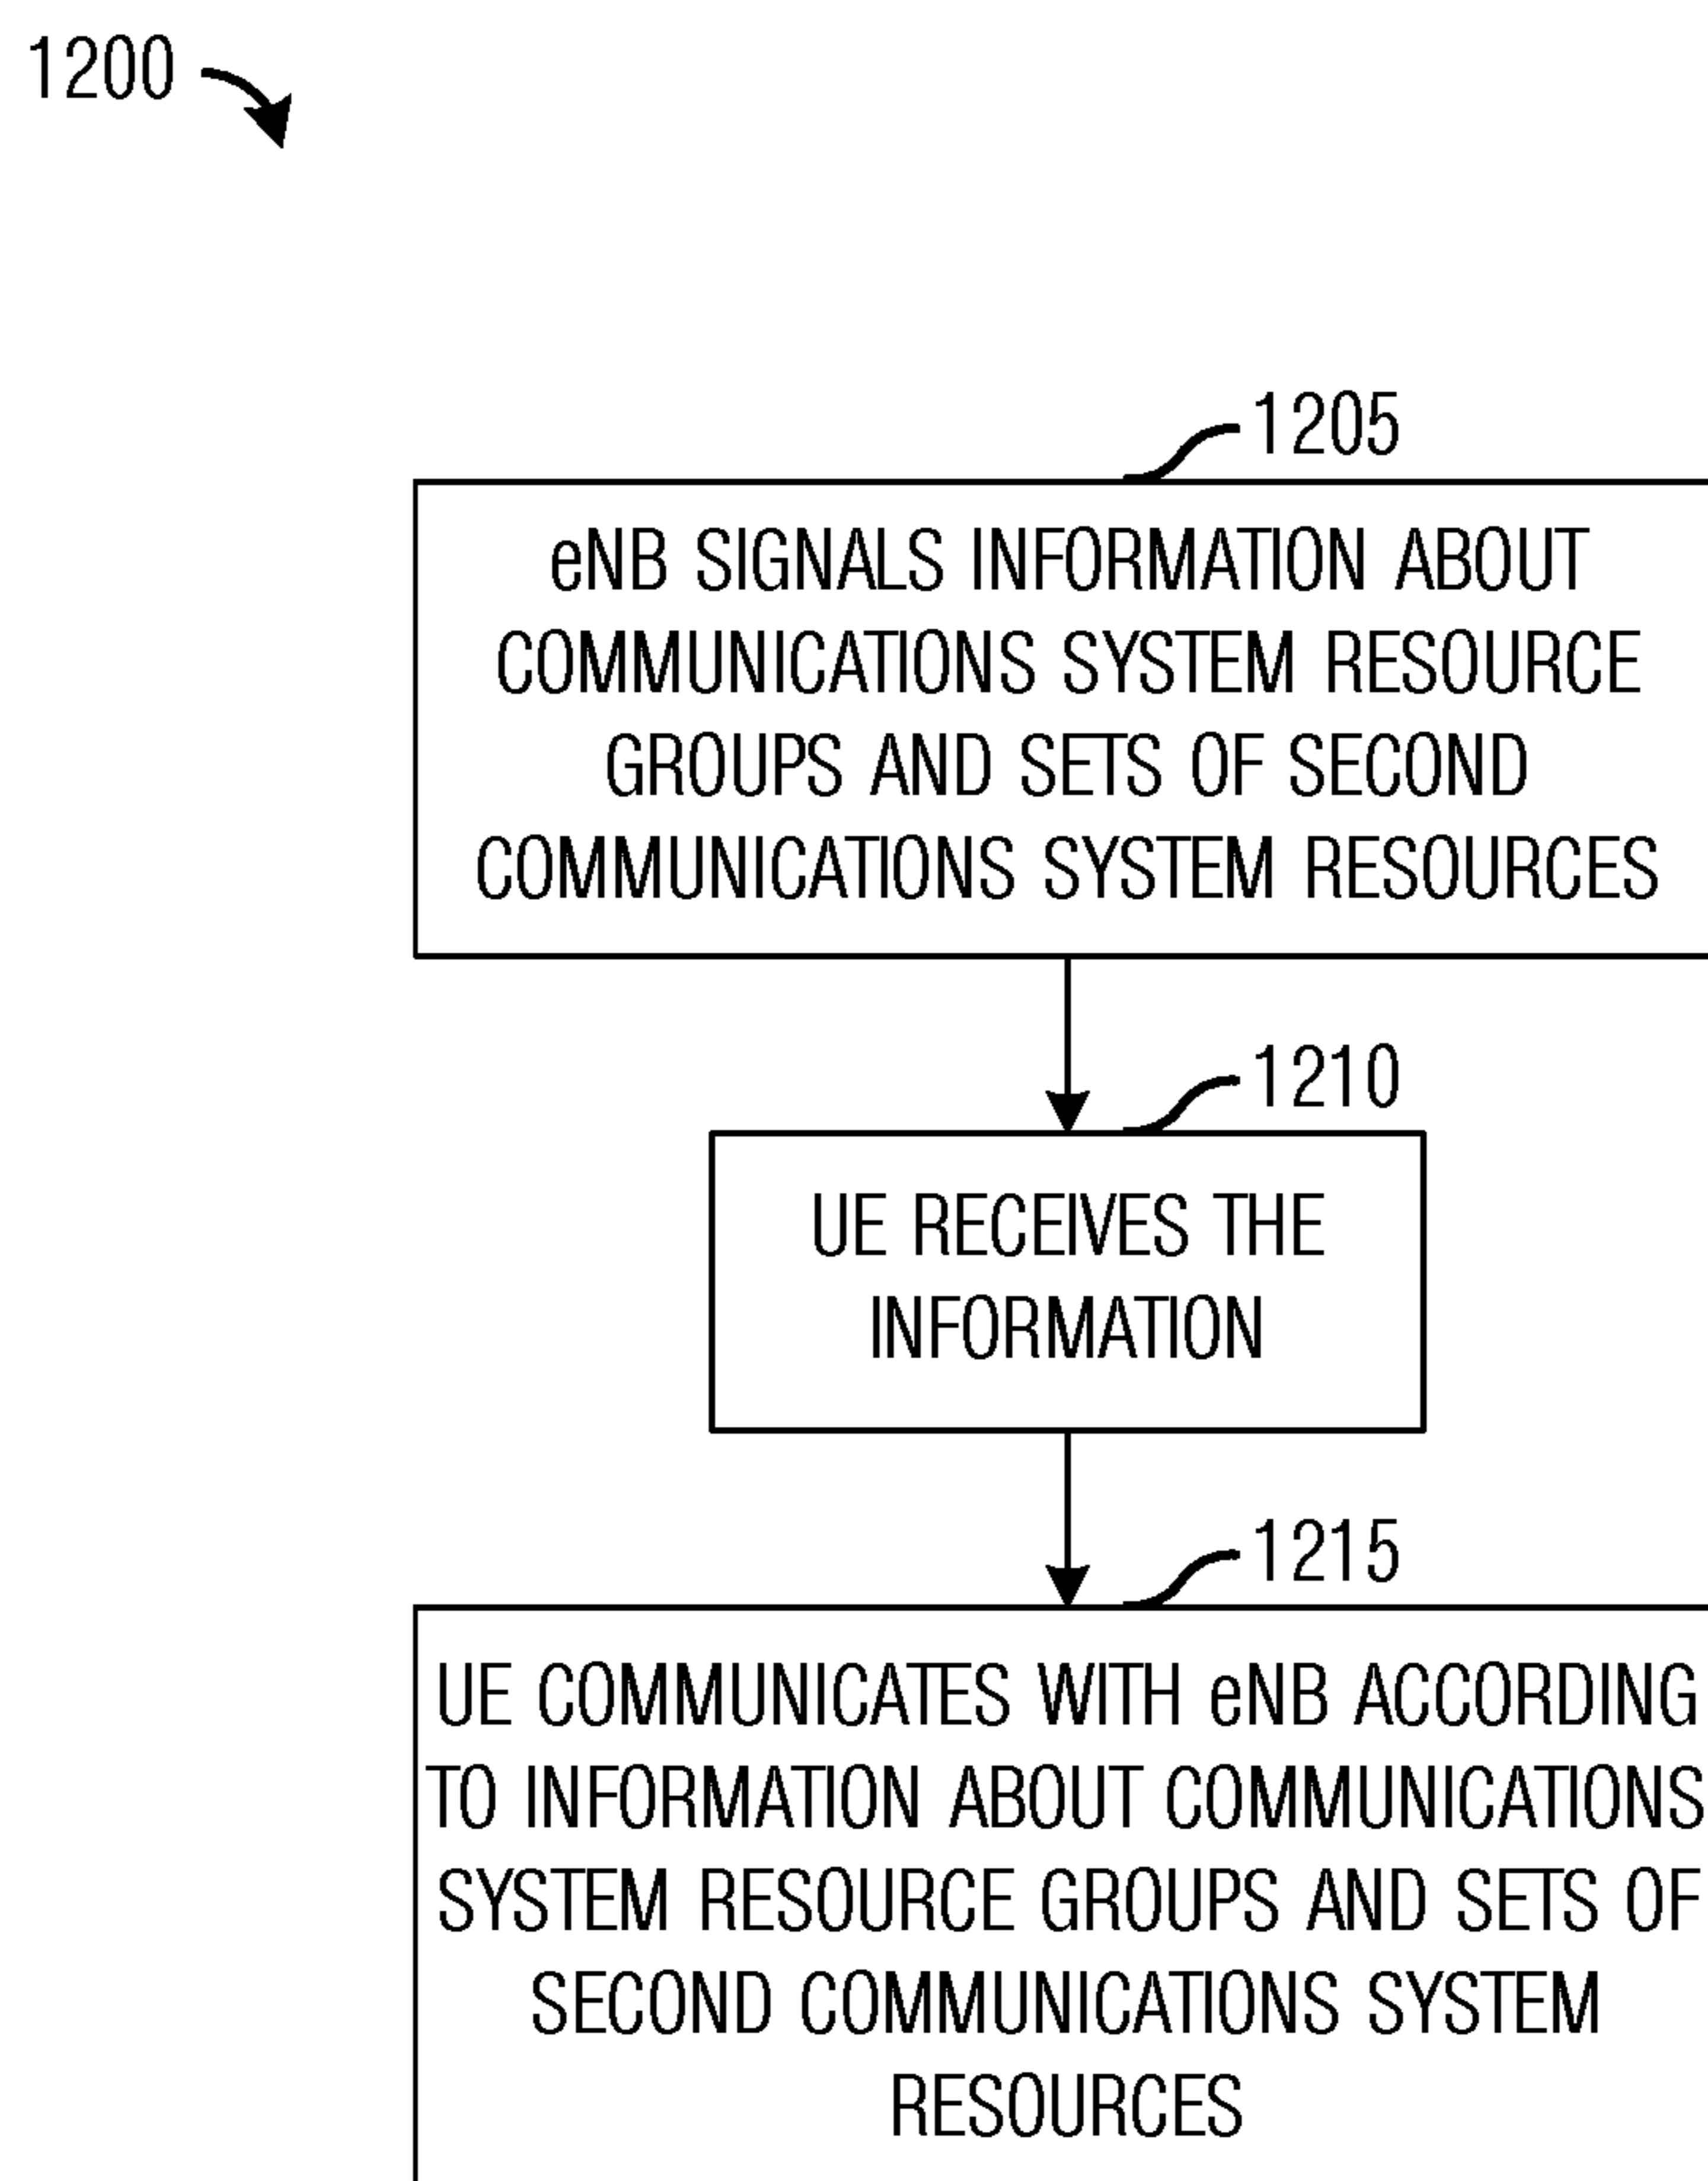 1200
1205
eNB SIGNALS INFORMATION ABOUT
COMMUNICATIONS SYSTEM RESOURCE
GROUPS AND SETS OF SECOND
COMMUNICATIONS SYSTEM RESOURCES
1210
UE RECEIVES THE
INFORMATION
1215
UE COMMUNICATES WITH eNB ACCORDING
TO INFORMATION ABOUT COMMUNICATIONS
SYSTEM RESOURCE GROUPS AND SETS OF
SECOND COMMUNICATIONS SYSTEM
RESOURCES